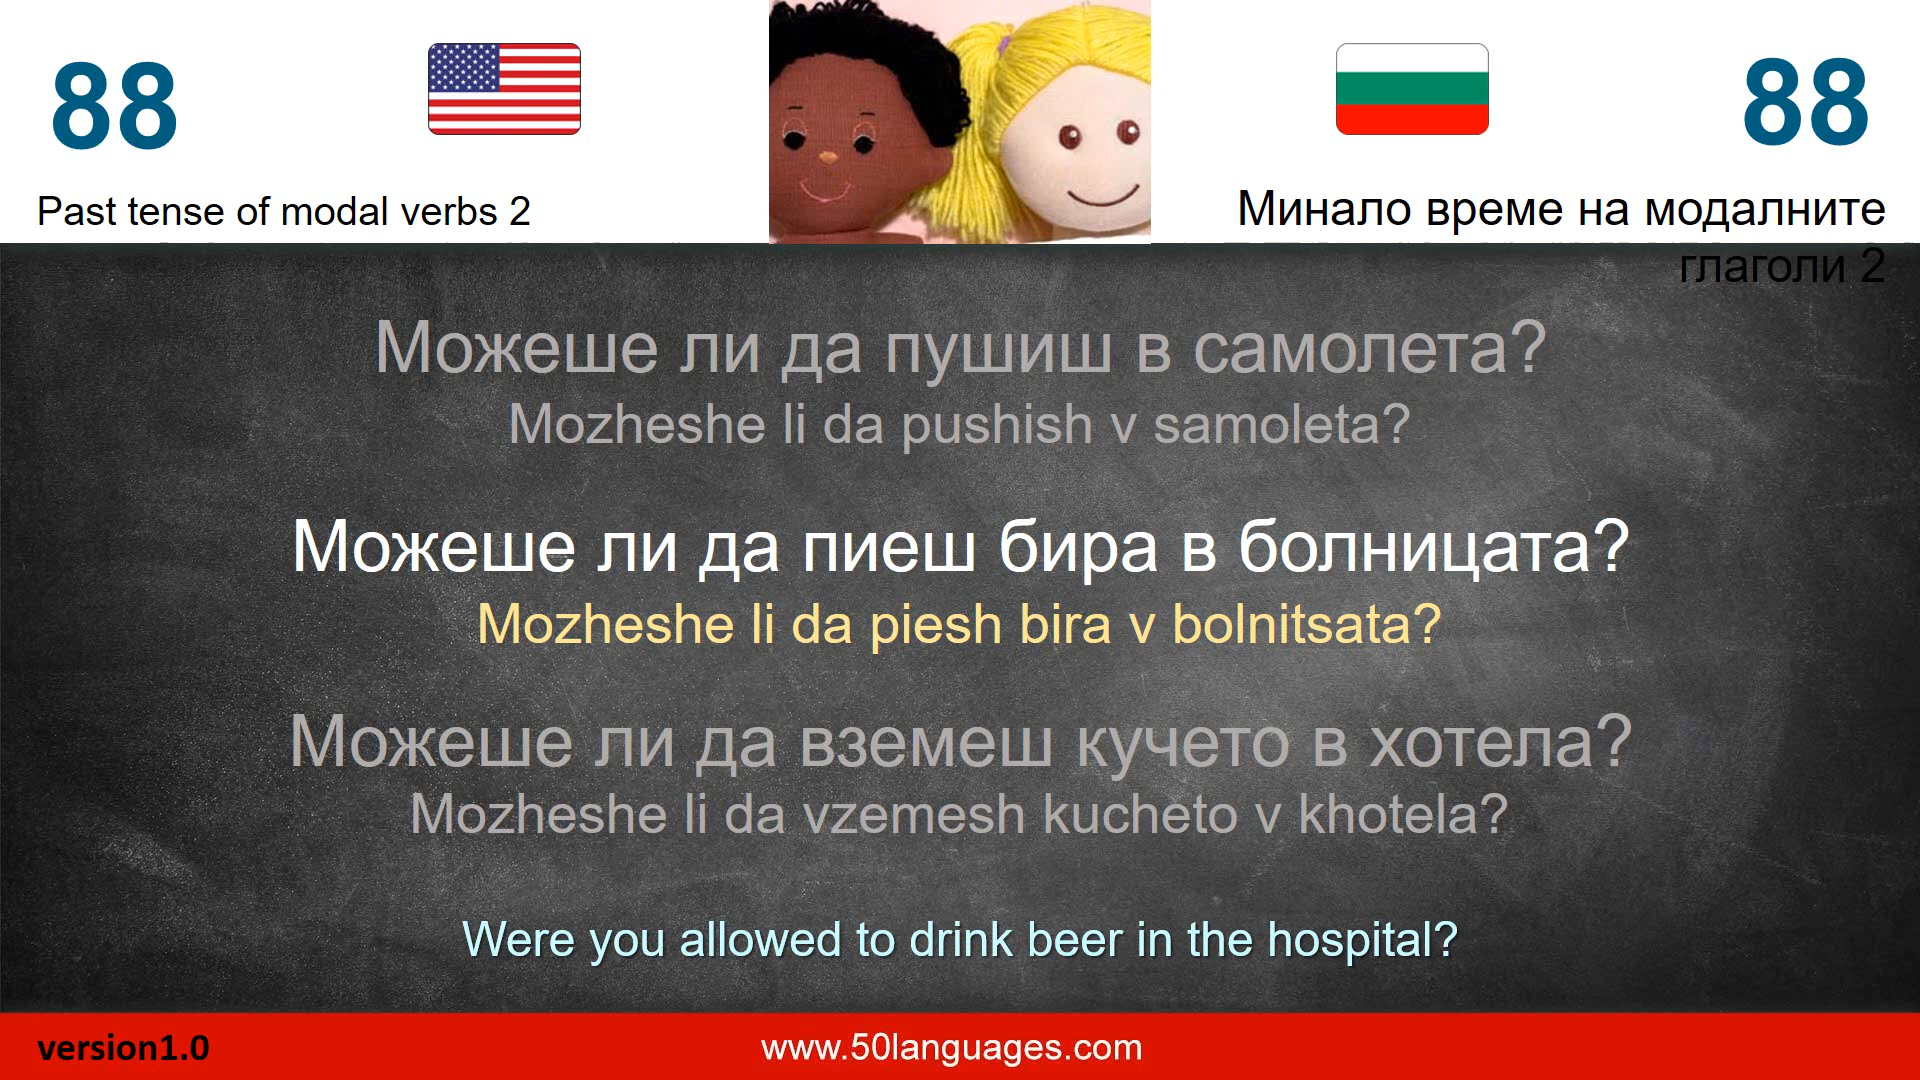 88
88
Past tense of modal verbs 2
Минало време на модалните
глаголи 2
Можеше ли да пушиш в самолета?
Mozheshe li da pushish v samoleta?
Можеше ли да пиеш бира в болницата?
Mozheshe li da piesh bira v bolnitsata?
Можеше ли да вземеш кучето в хотела?
Mozheshe li da vzemesh kucheto v khotela?
Were you allowed to drink beer in the hospital?
version1.0
www.50languages.com